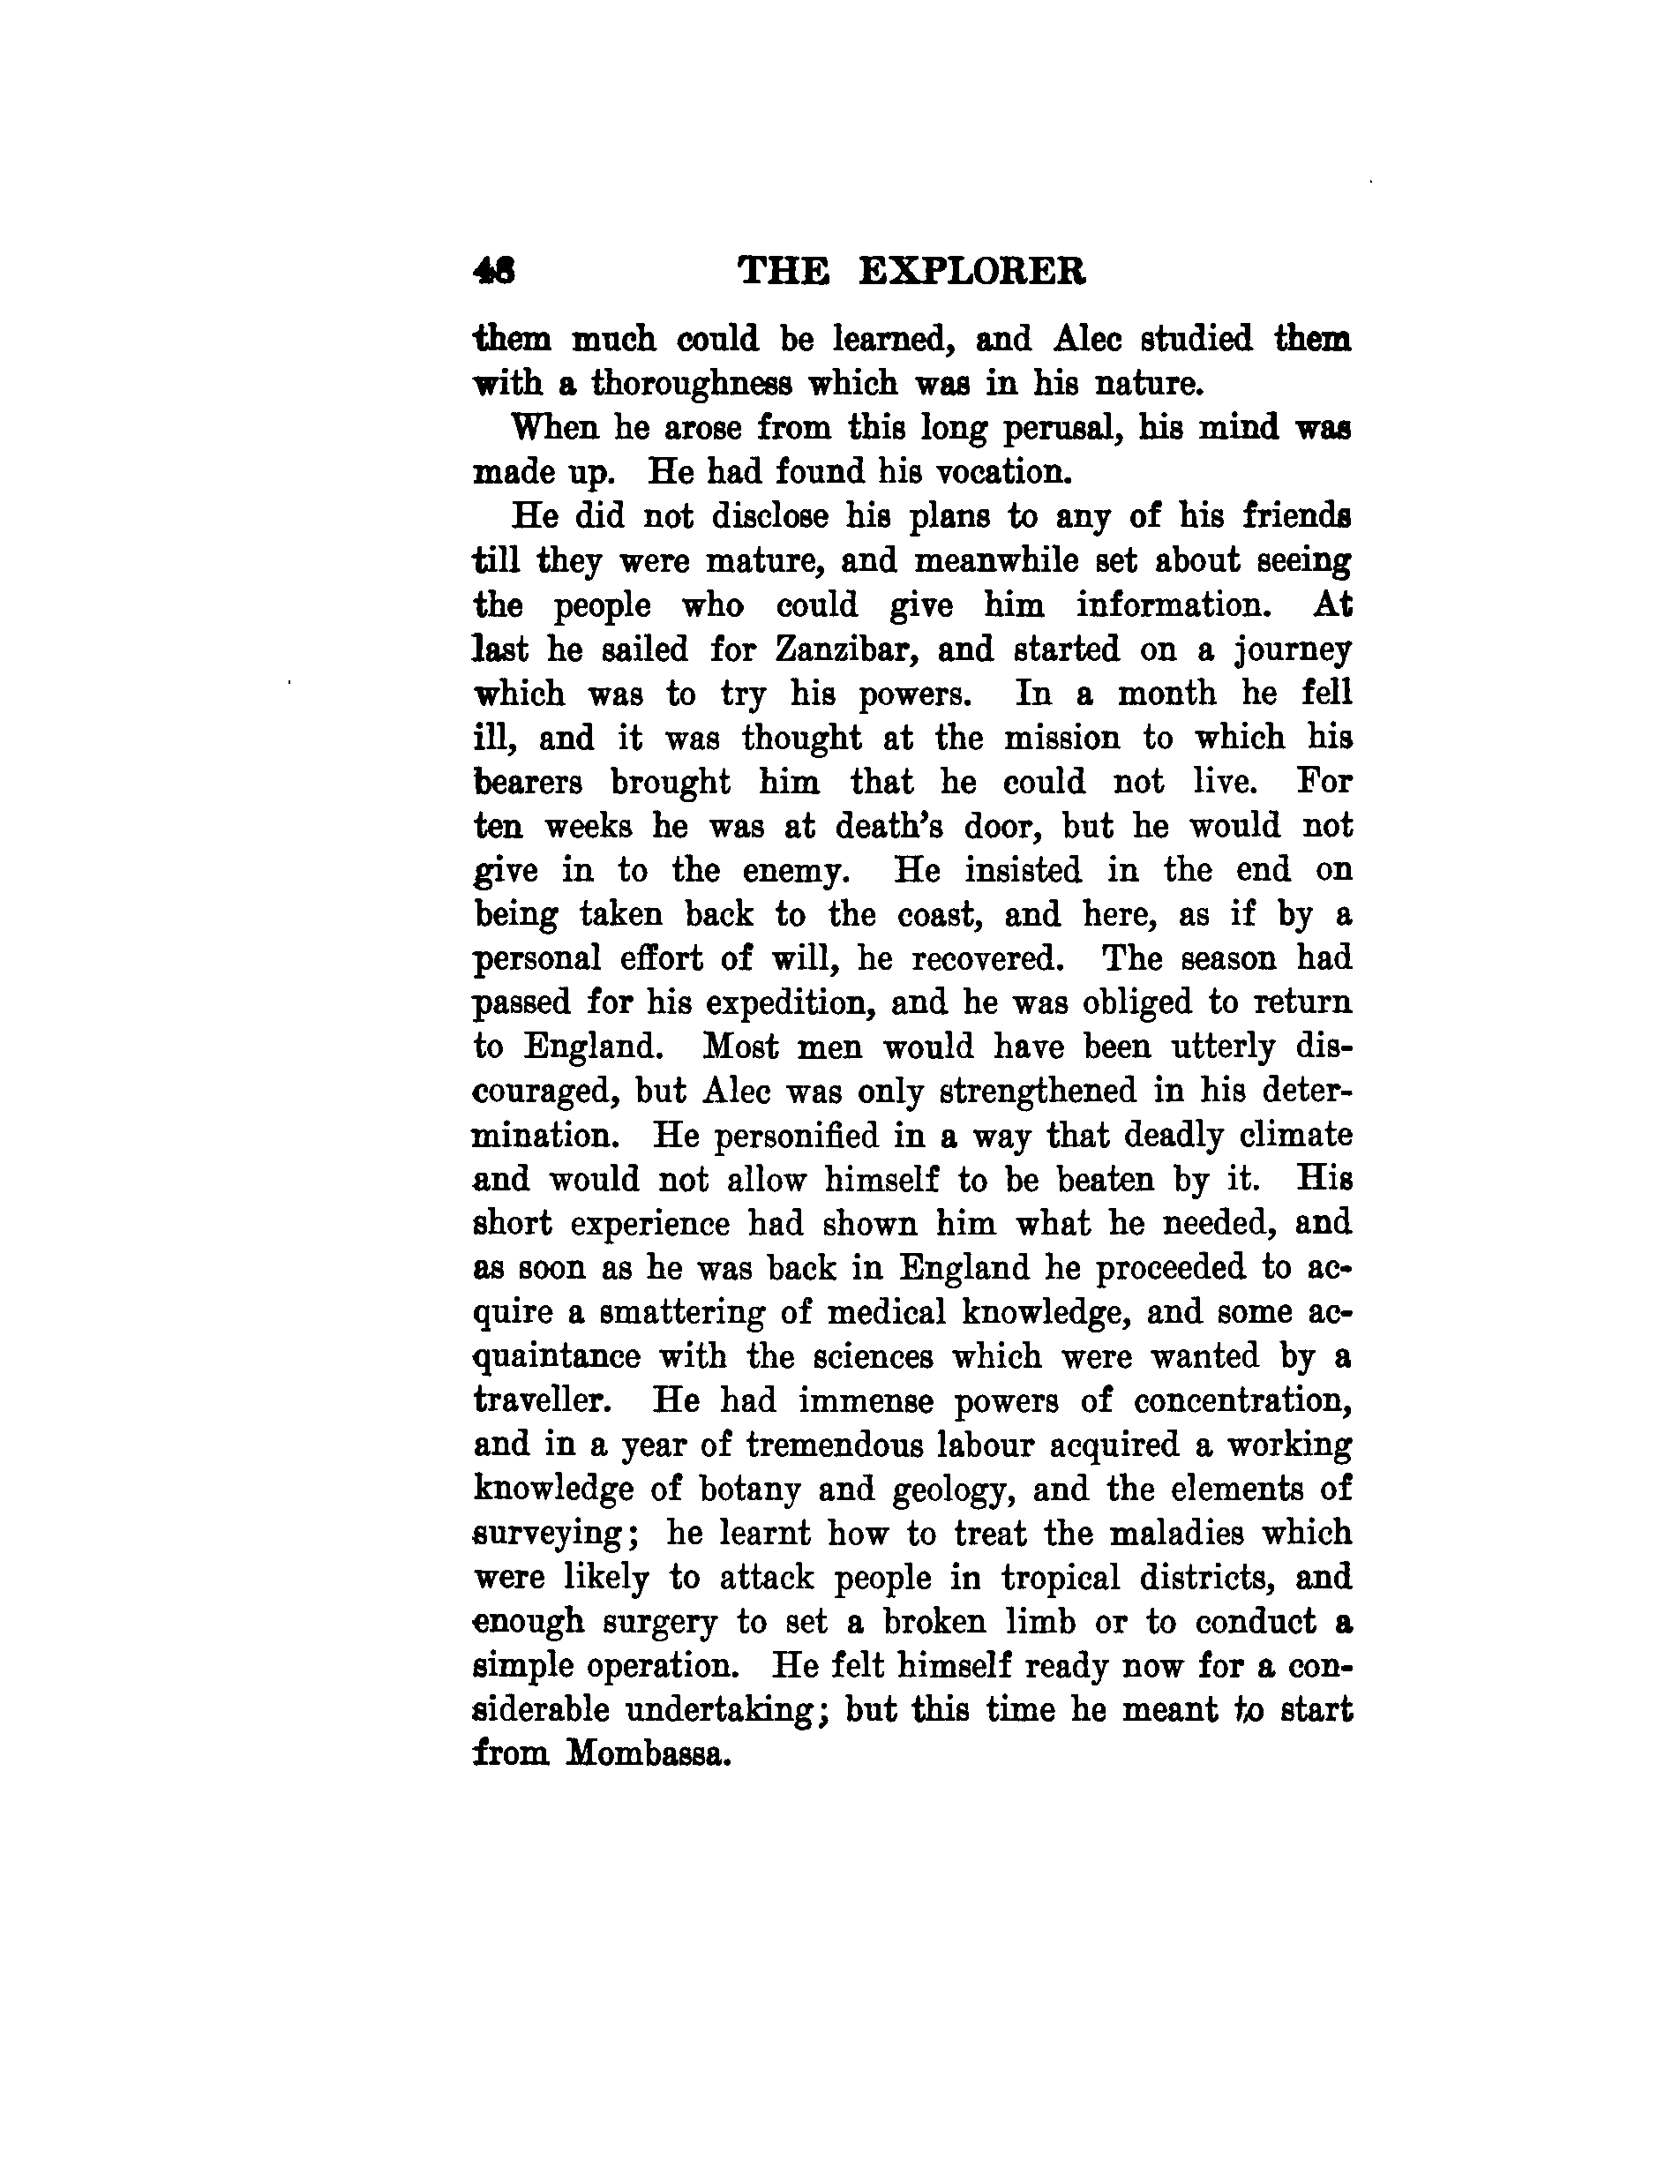 48 THE EXPLORER
them much could be learned, and Alec studied them
with a thoroughness which was in his nature.
When he arose from this long perusal, his mind was
made up. He had found his vocation.
He did not disclose his plans to any of his friends
till they were mature, and meanwhile set about seeing
the people who could give him information. At
last he sailed for Zanzibar, and started on a journey
which was to try his powers. In a month he fell
ill, and it was thought at the mission to which his
bearers brought him that he could not live. For
ten weeks he was at death's door, but he would not
give in to the enemy. He insisted in the end on
being taken back to the coast, and here, as if by a
personal effort of will, he recovered. The season had
passed for his expedition, and he was obliged to return
to England. Most men would have been utterly dis-
couraged, but Alec was only strengthened in his deter-
mination. He personified in a way that deadly climate
and would not allow himself to be beaten by it. His
short experience had shown him what he needed, and
as soon as he was back in England he proceeded to ac-
quire a smattering of medical knowledge, and some ac-
quaintance with the sciences which were wanted by a
traveller. He had immense powers of concentration,
and in a year of tremendous labour acquired a working
knowledge of botany and geology, and the elements of
surveying; he learnt how to treat the maladies which
were likely to attack people in tropical districts, and
enough surgery to set a broken limb or to conduct a
simple operation. He felt himself ready now for a con-
siderable undertaking; but this time he meant to start
from Mombassa.